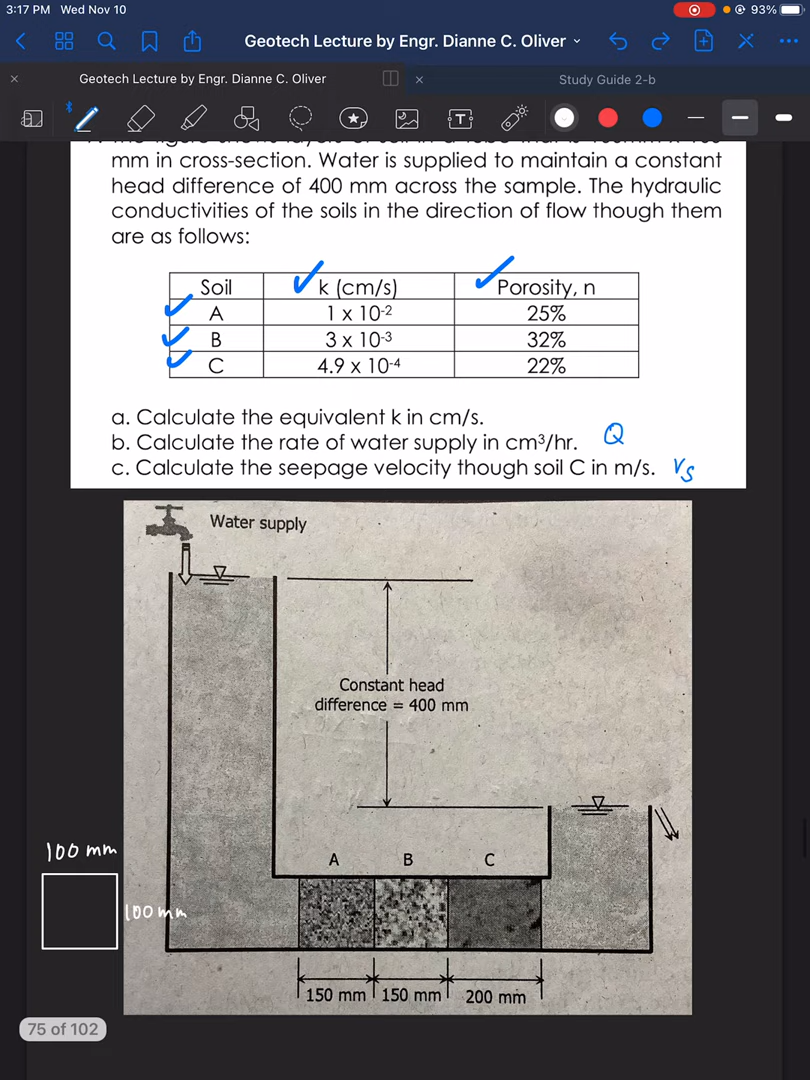 3:17 PM Wed Nov 10
93%
Geotech Lecture by Engr. Dianne C. Oliver
Geotech Lecture by Engr. Dianne C. Oliver
Study Guide 2-b
mm in cross-section. Water is supplied to maintain a constant
head difference of 400 mm across the sample. The hydraulic
conductivities of the soils in the direction of flow though them
are as follows:
Soil k (cm/s) Porosity, n
A 1 x 10⁻² 25%
B 3 x 10⁻³ 32%
C 4.9 x 10⁻⁴ 22%
a. Calculate the equivalent k in cm/s.
b. Calculate the rate of water supply in cm³/hr. Q
c. Calculate the seepage velocity though soil C in m/s. Vs
Water supply
Constant head
difference = 400 mm
100 mm
A B C
100 mm
150 mm 150 mm 200 mm
75 of 102